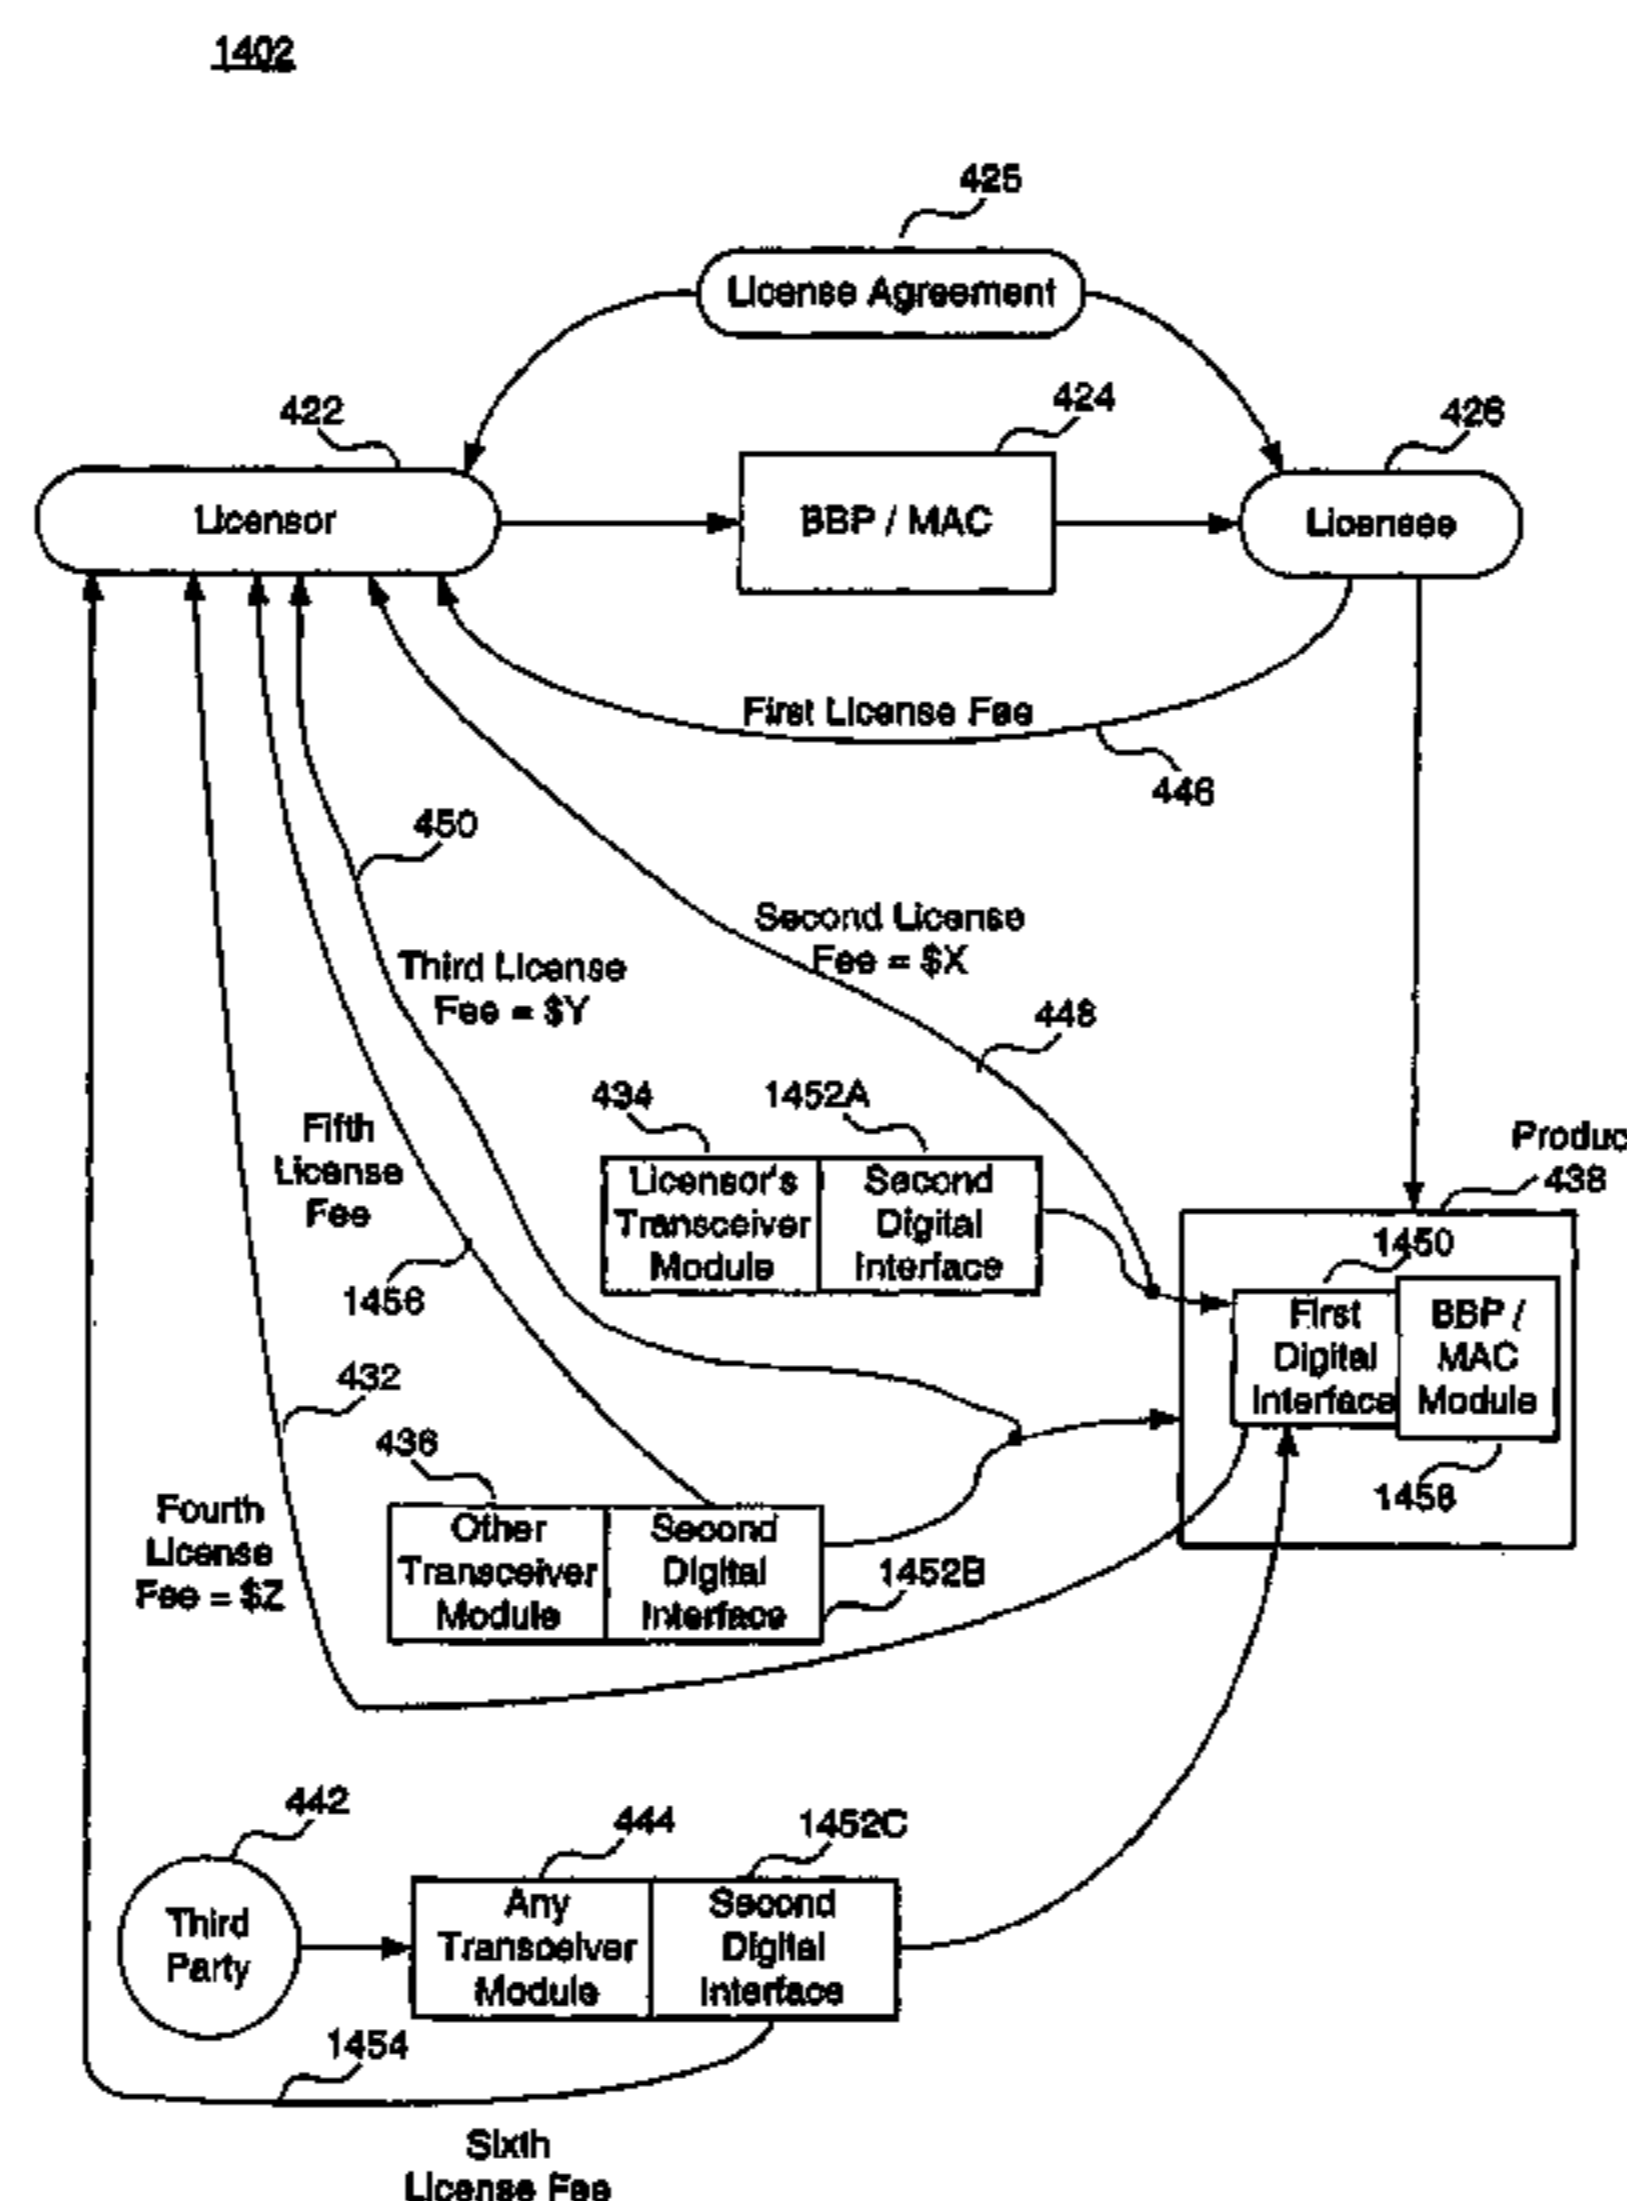 1402
425
License Agreement
422
424
426
Licensor
BBP / MAC
Licensee
First License Fee
446
450
Second License
Fee = $X
Third License
Fee = $Y
448
434
1452A
Fifth
License
Fee
Licensor's
Transceiver
Module
Second
Digital
Interface
Produc
438
1450
First
Digital
Interface
BBP /
MAC
Module
1456
432
436
1458
Fourth
License
Fee = $Z
Other
Transceiver
Module
Second
Digital
Interface
1452B
442
444
1452C
Third
Party
Any
Transceiver
Module
Second
Digital
Interface
1454
Sixth
License Fee